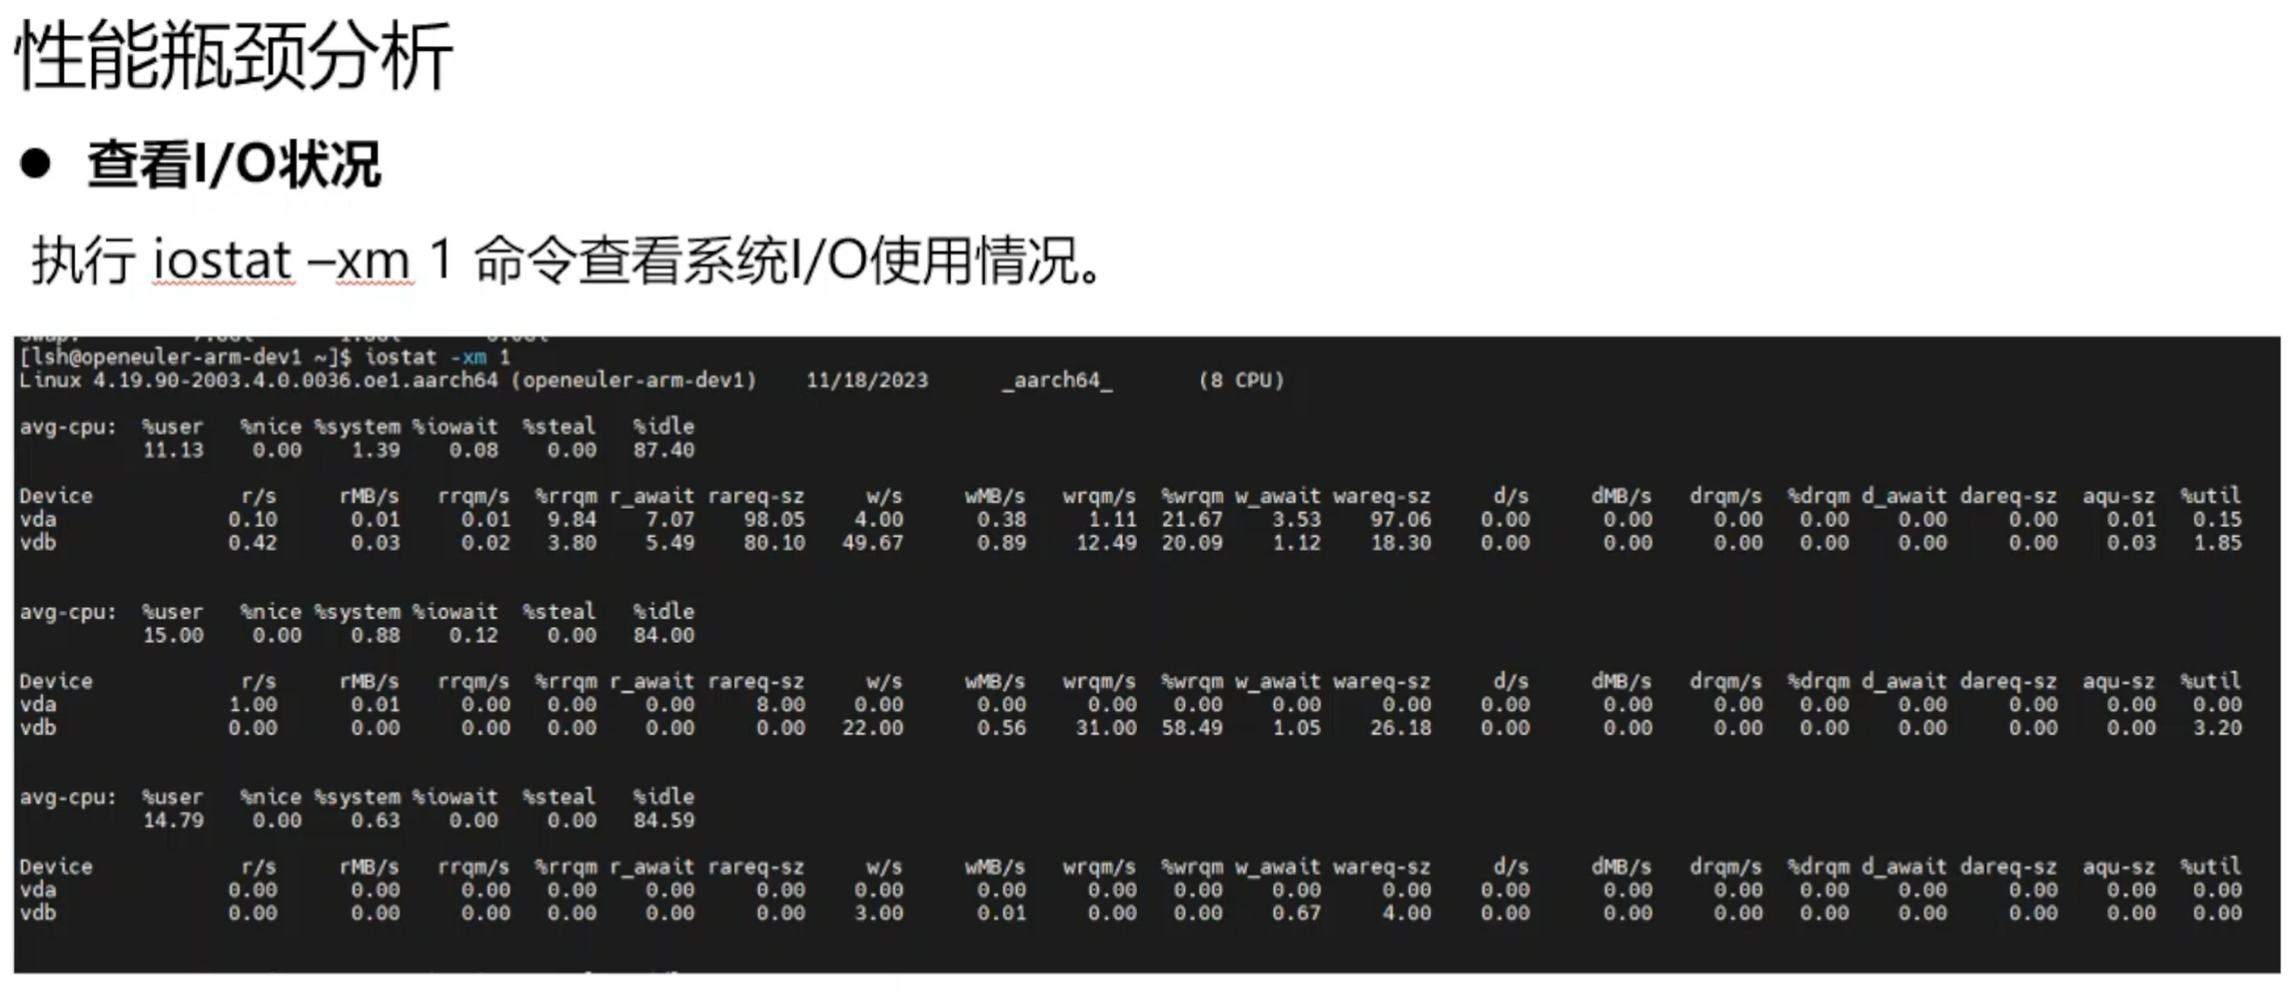 性能瓶颈分析
● 查看I/O状况
执行 iostat –xm 1 命令查看系统I/O使用情况。
[lsh@openeuler-arm-dev1 ~]$ iostat -xm 1
Linux 4.19.90-2003.4.0.0036.oe1.aarch64 (openeuler-arm-dev1) 11/18/2023 _aarch64_ (8 CPU)
avg-cpu: %user %nice %system %iowait %steal %idle
11.13 0.00 1.39 0.08 0.00 87.40
Device r/s rMB/s rrqm/s %rrqm r_await rareq-sz w/s wMB/s wrqm/s %wrqm w_await wareq-sz d/s dMB/s drqm/s %drqm d_await dareq-sz aqu-sz %util
vda 0.10 0.01 0.01 9.84 7.07 98.05 4.00 0.38 1.11 21.67 3.53 97.06 0.00 0.00 0.00 0.00 0.00 0.00 0.01 0.15
vdb 0.42 0.03 0.02 3.80 5.49 80.10 49.67 0.89 12.49 20.09 1.12 18.30 0.00 0.00 0.00 0.00 0.00 0.00 0.03 1.85
avg-cpu: %user %nice %system %iowait %steal %idle
15.00 0.00 0.88 0.12 0.00 84.00
Device r/s rMB/s rrqm/s %rrqm r_await rareq-sz w/s wMB/s wrqm/s %wrqm w_await wareq-sz d/s dMB/s drqm/s %drqm d_await dareq-sz aqu-sz %util
vda 1.00 0.01 0.00 0.00 0.00 8.00 0.00 0.00 0.00 0.00 0.00 0.00 0.00 0.00 0.00 0.00 0.00 0.00 0.00 0.00
vdb 0.00 0.00 0.00 0.00 0.00 0.00 22.00 0.56 31.00 58.49 1.05 26.18 0.00 0.00 0.00 0.00 0.00 0.00 0.00 3.20
avg-cpu: %user %nice %system %iowait %steal %idle
14.79 0.00 0.63 0.00 0.00 84.59
Device r/s rMB/s rrqm/s %rrqm r_await rareq-sz w/s wMB/s wrqm/s %wrqm w_await wareq-sz d/s dMB/s drqm/s %drqm d_await dareq-sz aqu-sz %util
vda 0.00 0.00 0.00 0.00 0.00 0.00 0.00 0.00 0.00 0.00 0.00 0.00 0.00 0.00 0.00 0.00 0.00 0.00 0.00 0.00
vdb 0.00 0.00 0.00 0.00 0.00 0.00 3.00 0.01 0.00 0.00 0.67 4.00 0.00 0.00 0.00 0.00 0.00 0.00 0.00 0.00